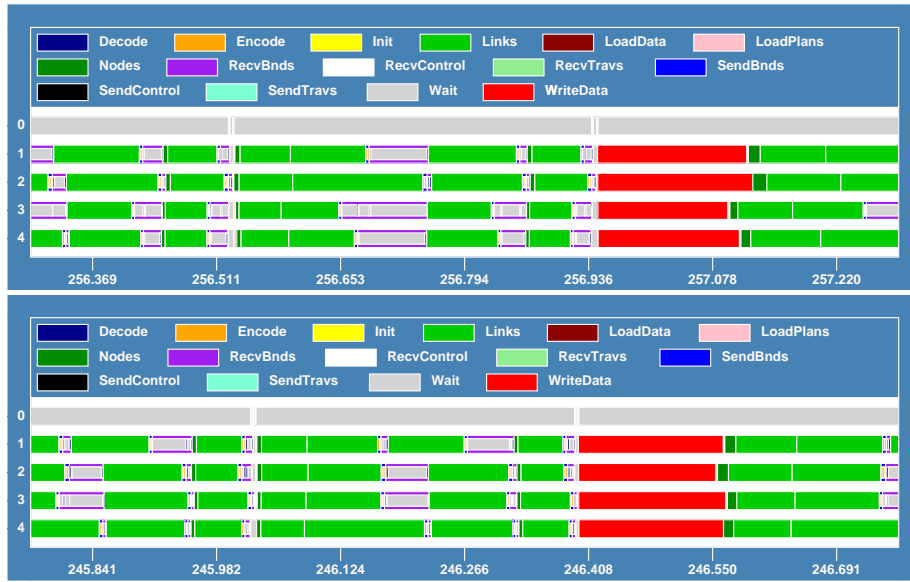 Decode Encode Init Links LoadData LoadPlans
Nodes RecvBnds RecvControl RecvTravs SendBnds
SendControl SendTravs Wait WriteData
0
1
2
3
4
256.369 256.511 256.653 256.794 256.936 257.078 257.220
Decode Encode Init Links LoadData LoadPlans
Nodes RecvBnds RecvControl RecvTravs SendBnds
SendControl SendTravs Wait WriteData
0
1
2
3
4
245.841 245.982 246.124 246.266 246.408 246.550 246.691